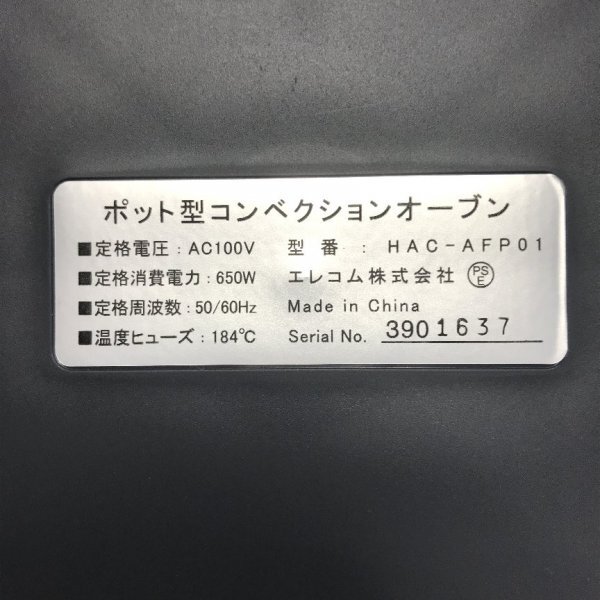 ポット型コンベクションオーブン
■定格電圧：AC100V 型番：HAC-AFP01
■定格消費電力：650W エレコム株式会社 PSE
■定格周波数：50/60Hz Made in China
■温度ヒューズ：184℃ Serial No. 3901637